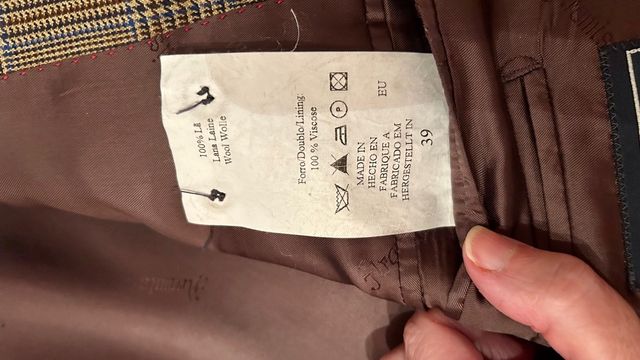 100% Lã
Lana Laine
Wool Wolle
Forro/Doublo/Lining:
100 % Viscose
P
MADE IN
HECHO EN
FABRIQUE A
FABRICADO EM
HERGESTELLT IN
EU
39